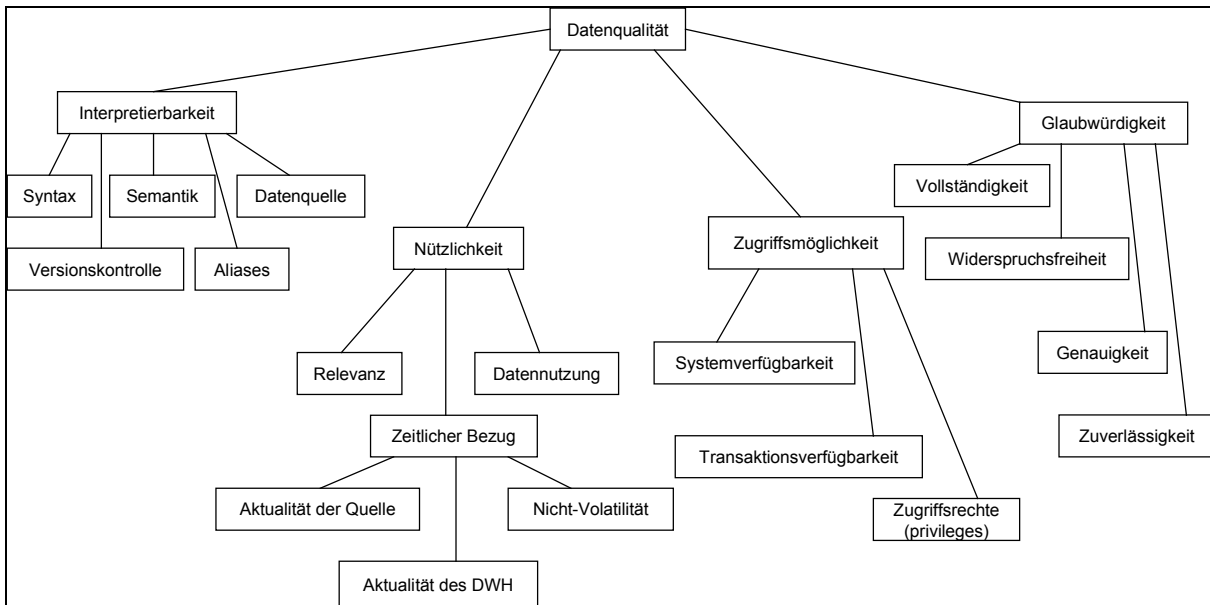 Datenqualität
Interpretierbarkeit
Glaubwürdigkeit
Syntax
Semantik
Datenquelle
Vollständigkeit
Versionskontrolle
Aliases
Nützlichkeit
Zugriffsmöglichkeit
Widerspruchsfreiheit
Relevanz
Datennutzung
Systemverfügbarkeit
Genauigkeit
Zeitlicher Bezug
Transaktionsverfügbarkeit
Zuverlässigkeit
Aktualität der Quelle
Nicht-Volatilität
Zugriffsrechte
(privileges)
Aktualität des DWH